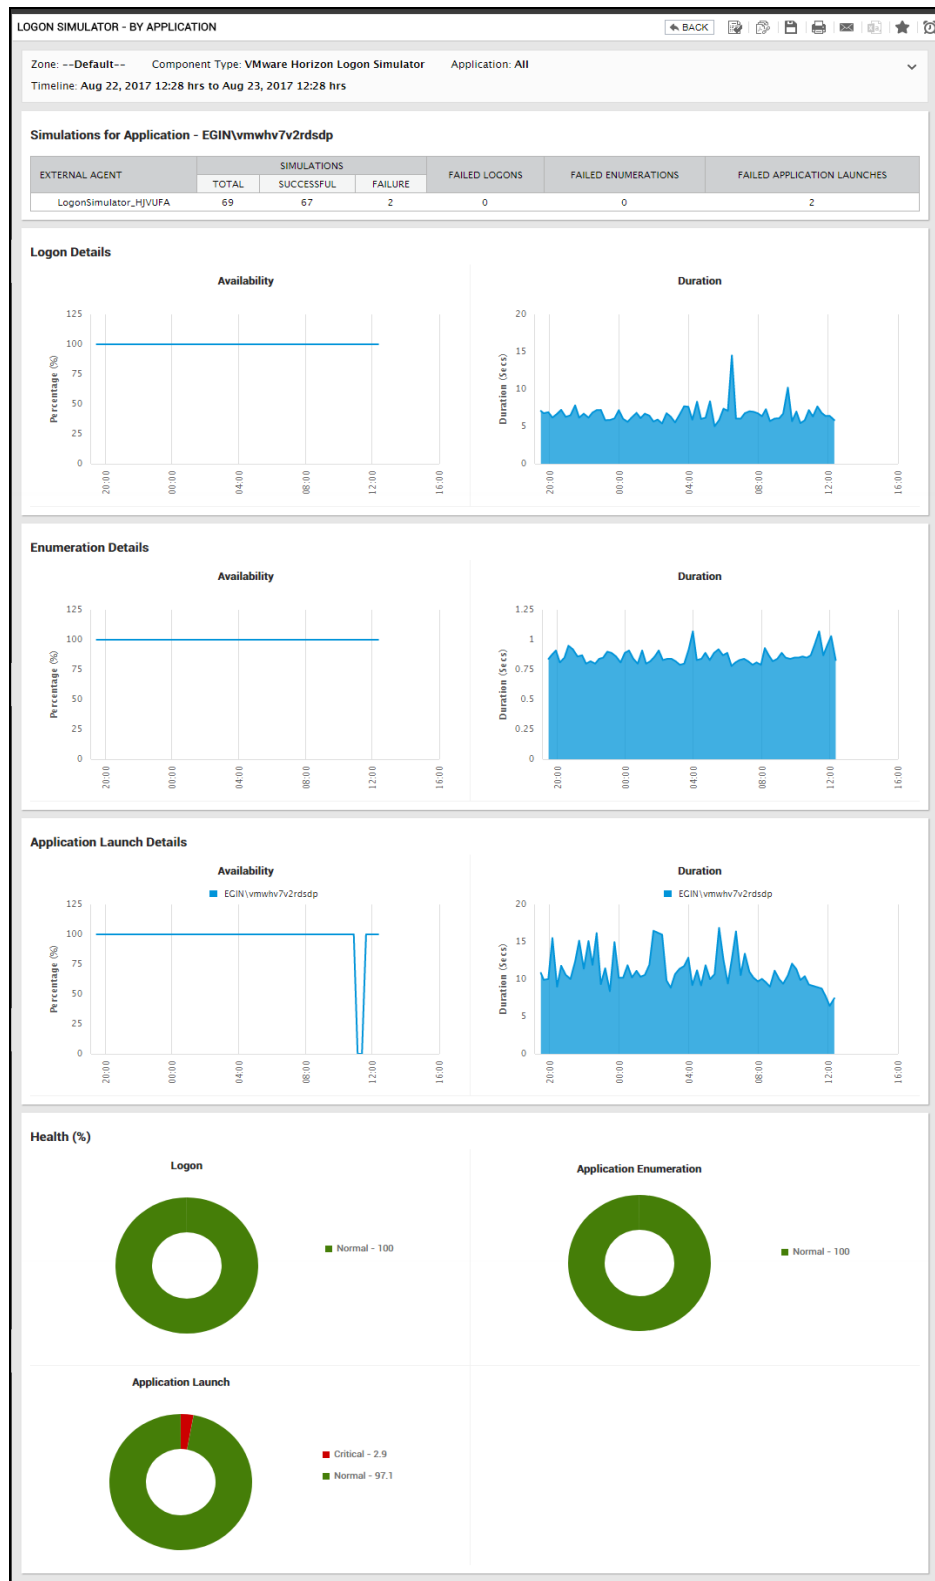 LOGON SIMULATOR - BY APPLICATION
BACK
Zone: --Default-- Component Type: VMware Horizon Logon Simulator Application: All
Timeline: Aug 22, 2017 12:28 hrs to Aug 23, 2017 12:28 hrs
Simulations for Application - EGIN\vmwhv7v2rdsdp
EXTERNAL AGENT SIMULATIONS FAILED LOGONS FAILED ENUMERATIONS FAILED APPLICATION LAUNCHES
TOTAL SUCCESSFUL FAILURE
LogonSimulator_HJVUFA 69 67 2 0 0 2
Logon Details
Availability
Percentage (%)
125
100
75
50
25
0
20:00 00:00 04:00 08:00 12:00 16:00
Duration
Duration (Secs)
20
15
10
5
0
20:00 00:00 04:00 08:00 12:00 16:00
Enumeration Details
Availability
Percentage (%)
125
100
75
50
25
0
20:00 00:00 04:00 08:00 12:00 16:00
Duration
Duration (Secs)
1.25
1
0.75
0.5
0.25
0
20:00 00:00 04:00 08:00 12:00 16:00
Application Launch Details
Availability
EGIN\vmwhv7v2rdsdp
Percentage (%)
125
100
75
50
25
0
20:00 00:00 04:00 08:00 12:00 16:00
Duration
EGIN\vmwhv7v2rdsdp
Duration (Secs)
20
15
10
5
0
20:00 00:00 04:00 08:00 12:00 16:00
Health (%)
Logon
Normal - 100
Application Enumeration
Normal - 100
Application Launch
Critical - 2.9
Normal - 97.1